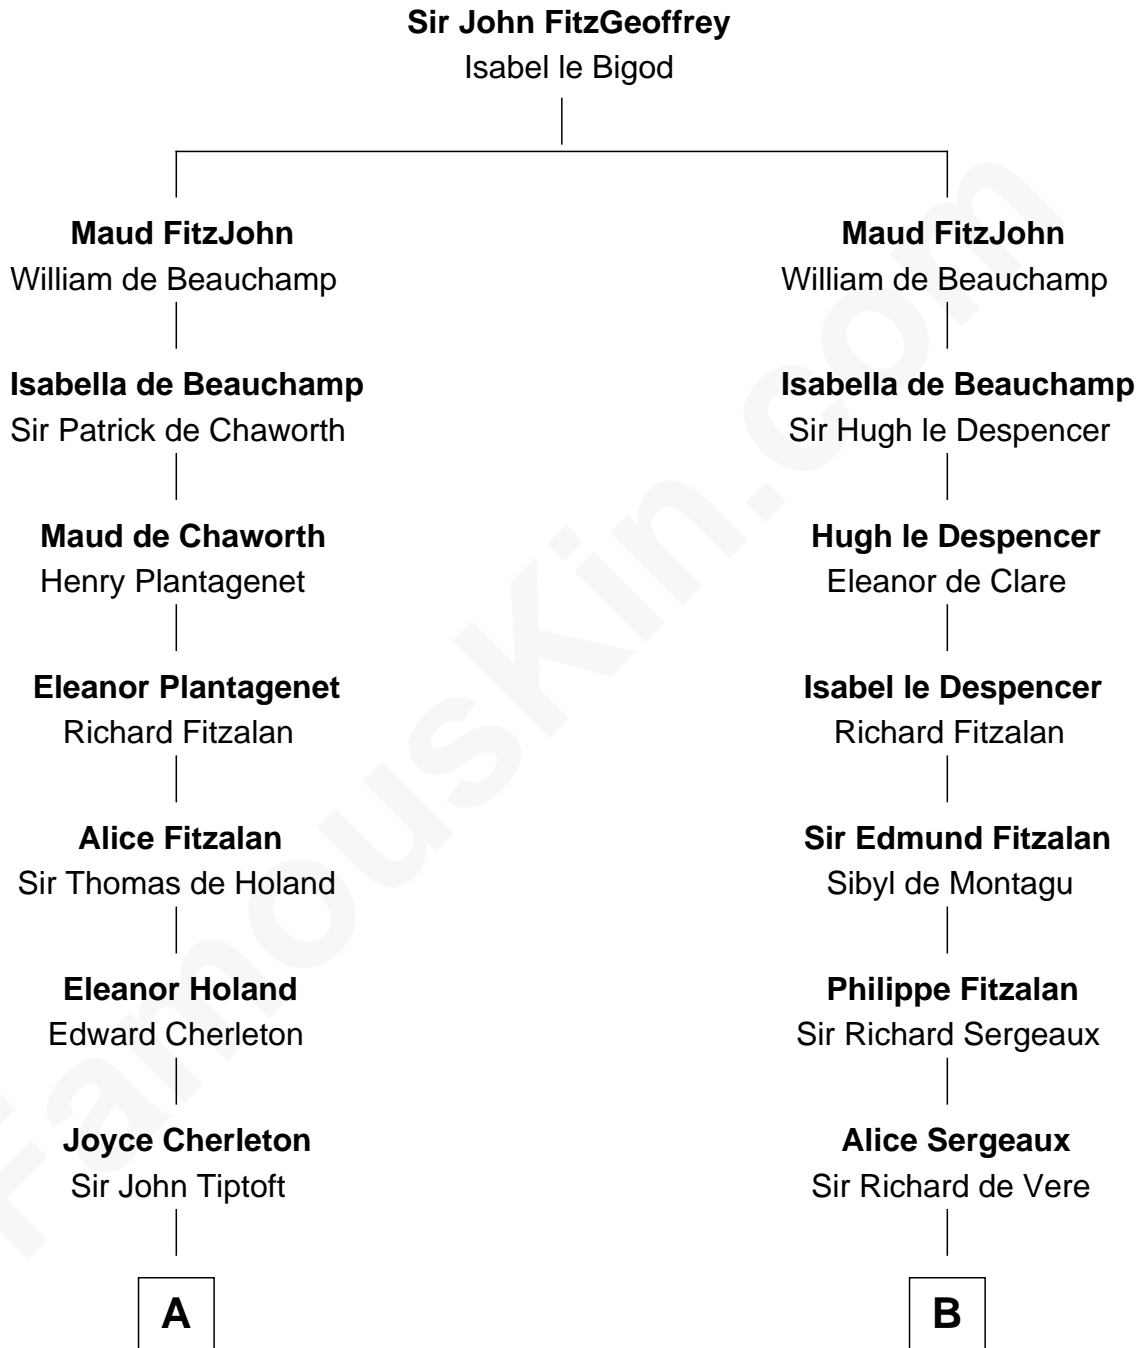 Sir John FitzGeoffrey
Isabel le Bigod
Maud FitzJohn
William de Beauchamp
Isabella de Beauchamp
Sir Patrick de Chaworth
Maud de Chaworth
Henry Plantagenet
Eleanor Plantagenet
Richard Fitzalan
Alice Fitzalan
Sir Thomas de Holand
Eleanor Holand
Edward Cherleton
Joyce Cherleton
Sir John Tiptoft
A
Maud FitzJohn
William de Beauchamp
Isabella de Beauchamp
Sir Hugh le Despencer
Hugh le Despencer
Eleanor de Clare
Isabel le Despencer
Richard Fitzalan
Sir Edmund Fitzalan
Sibyl de Montagu
Philippe Fitzalan
Sir Richard Sergeaux
Alice Sergeaux
Sir Richard de Vere
B
FamousKin.com